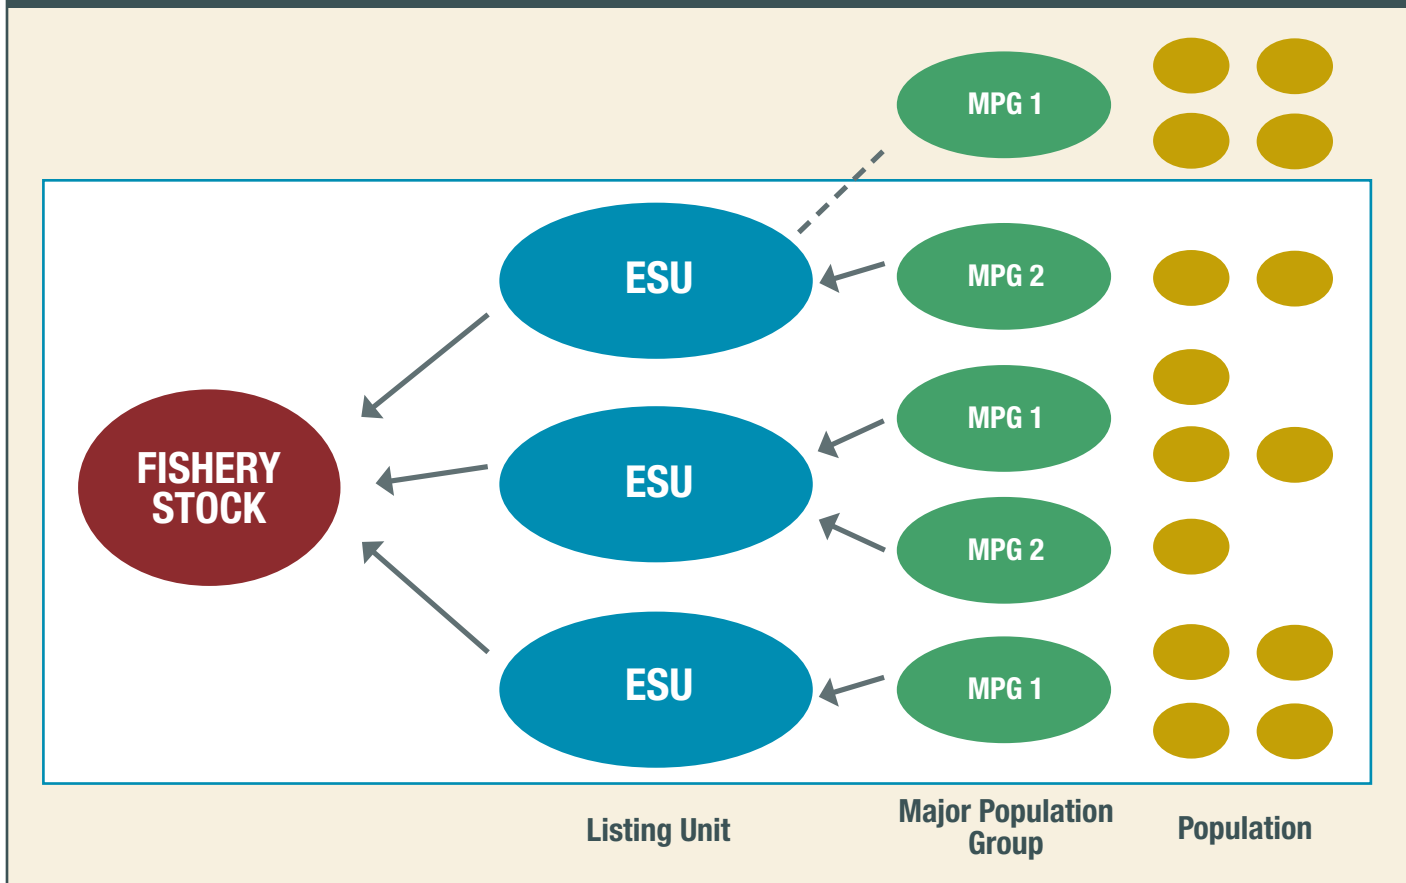 MPG 1
ESU
MPG 2
MPG 1
FISHERY
STOCK
ESU
MPG 2
ESU
MPG 1
Listing Unit
Major Population
Group
Population